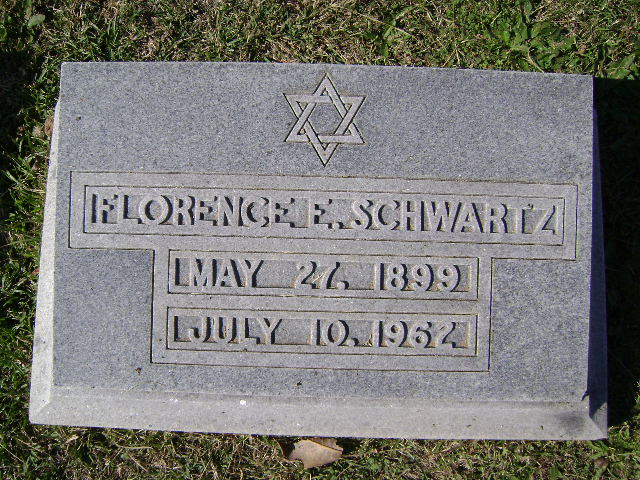 FLORENCE E. SCHWARTZ
MAY 27. 1899
JULY 10. 1962